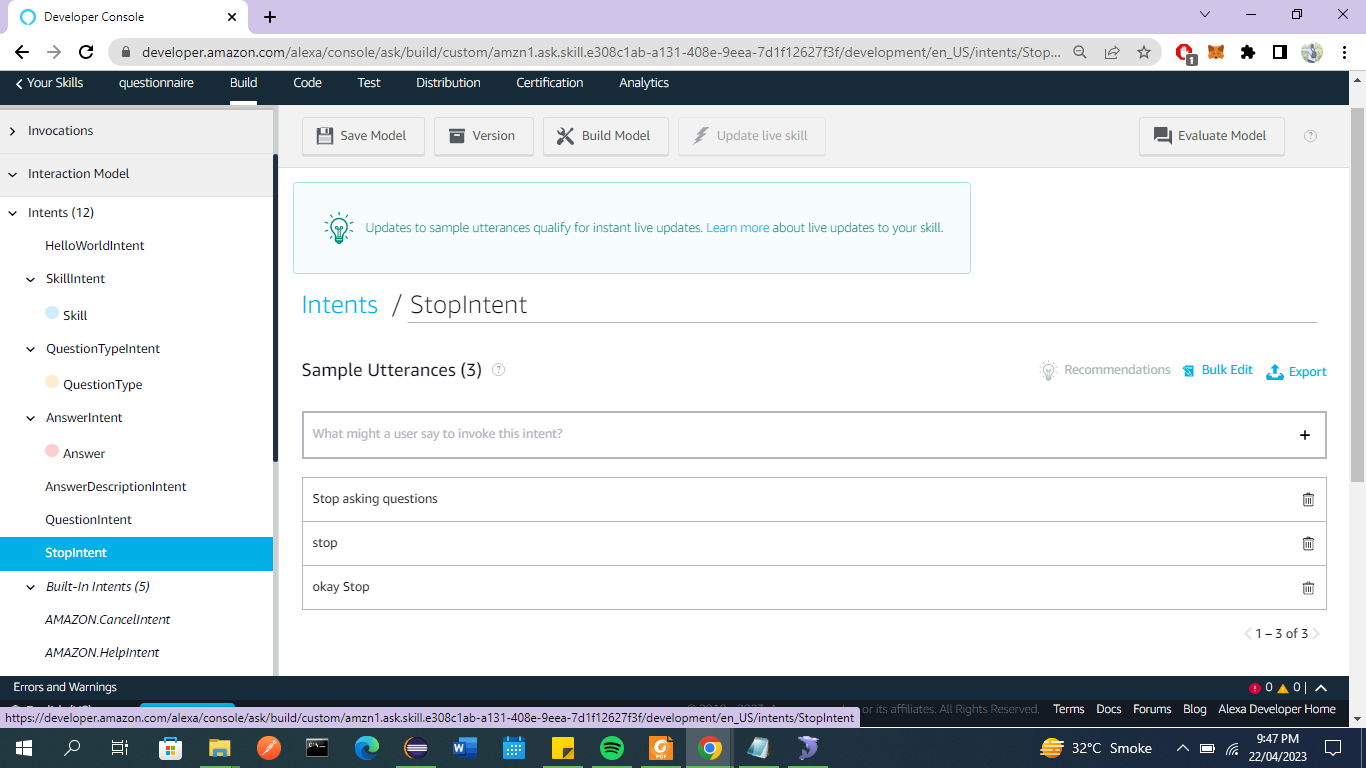 Developer Console
developer.amazon.com/alexa/console/ask/build/custom/amzn1.ask.skill.e308c1ab-a131-408e-9eea-7d1f12627f3f/development/en_US/intents/Stop...
1
Your Skills
questionnaire
Build
Code
Test
Distribution
Certification
Analytics
Invocations
Interaction Model
Intents (12)
HelloWorldIntent
SkillIntent
Skill
QuestionTypeIntent
QuestionType
AnswerIntent
Answer
AnswerDescriptionIntent
QuestionIntent
StopIntent
Built-In Intents (5)
AMAZON.CancelIntent
AMAZON.HelpIntent
Save Model
Version
Build Model
Update live skill
Evaluate Model
?
Updates to sample utterances qualify for instant live updates. Learn more about live updates to your skill.
Intents / StopIntent
Sample Utterances (3) ?
Recommendations
Bulk Edit
Export
What might a user say to invoke this intent?
Stop asking questions
stop
okay Stop
1 – 3 of 3
Errors and Warnings
0
0 |
https://developer.amazon.com/alexa/console/ask/build/custom/amzn1.ask.skill.e308c1ab-a131-408e-9eea-7d1f12627f3f/development/en_US/intents/StopIntent
or its affiliates. All Rights Reserved.
Terms
Docs
Forums
Blog
Alexa Developer Home
PDF
32°C Smoke
9:47 PM
22/04/2023